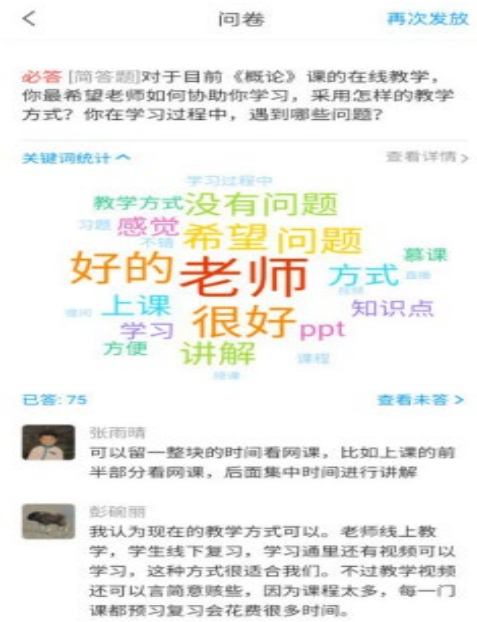 问卷
再次发放
必答 [简答题]对于目前《概论》课的在线教学，
你最希望老师如何协助你学习，采用怎样的教学
方式？你在学习过程中，遇到哪些问题？
关键词统计
查看详情
学习过程中
教学方式 没有问题
习题 感觉 希望 问题
不错
慕课
好的 老师 方式 直播
视频
提问 上课 很好 知识点
学习 ppt
方便 讲解 课程
授课
已答: 75
查看未答
张雨晴
可以留一整块的时间看网课，比如上课的前
半部分看网课，后面集中时间进行讲解
彭碗丽
我认为现在的教学方式可以。老师线上教
学，学生线下复习，学习通里还有视频可以
学习，这种方式很适合我们。不过教学视频
还可以言简意赅些，因为课程太多，每一门
课都预习复习会花费很多时间。